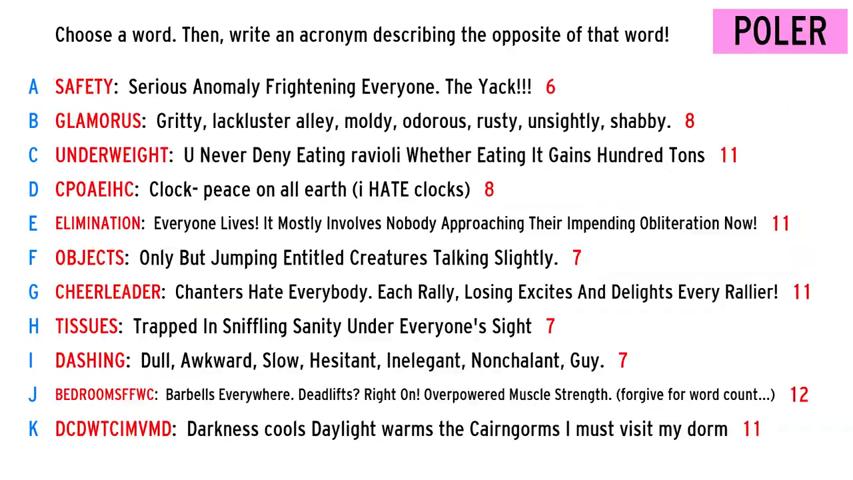 Choose a word. Then, write an acronym describing the opposite of that word!
POLER
A SAFETY: Serious Anomaly Frightening Everyone. The Yack!!! 6
B GLAMORUS: Gritty, lackluster alley, moldy, odorous, rusty, unsightly, shabby. 8
C UNDERWEIGHT: U Never Deny Eating ravioli Whether Eating It Gains Hundred Tons 11
D CPOAEIHC: Clock- peace on all earth (i HATE clocks) 8
E ELIMINATION: Everyone Lives! It Mostly Involves Nobody Approaching Their Impending Obliteration Now! 11
F OBJECTS: Only But Jumping Entitled Creatures Talking Slightly. 7
G CHEERLEADER: Chanters Hate Everybody. Each Rally, Losing Excites And Delights Every Rallier! 11
H TISSUES: Trapped In Sniffling Sanity Under Everyone's Sight 7
I DASHING: Dull, Awkward, Slow, Hesitant, Inelegant, Nonchalant, Guy. 7
J BEDROOMSFFWC: Barbells Everywhere. Deadlifts? Right On! Overpowered Muscle Strength. (forgive for word count...) 12
K DCDWTCIMVMD: Darkness cools Daylight warms the Cairngorms I must visit my dorm 11